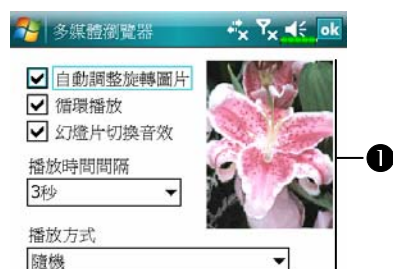 多媒體瀏覽器 ok
自動調整旋轉圖片
循環播放
幻燈片切換音效
播放時間間隔
3秒
播放方式
隨機
1